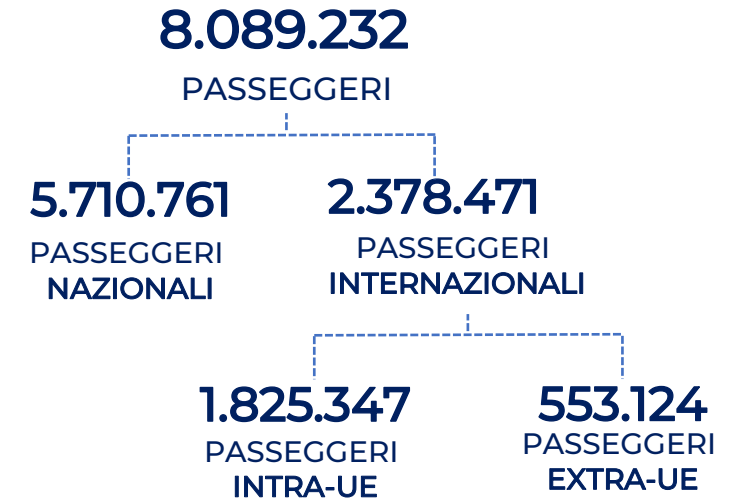 8.089.232
PASSEGGERI
5.710.761
PASSEGGERI
NAZIONALI
2.378.471
PASSEGGERI
INTERNAZIONALI
1.825.347
PASSEGGERI
INTRA-UE
553.124
PASSEGGERI
EXTRA-UE